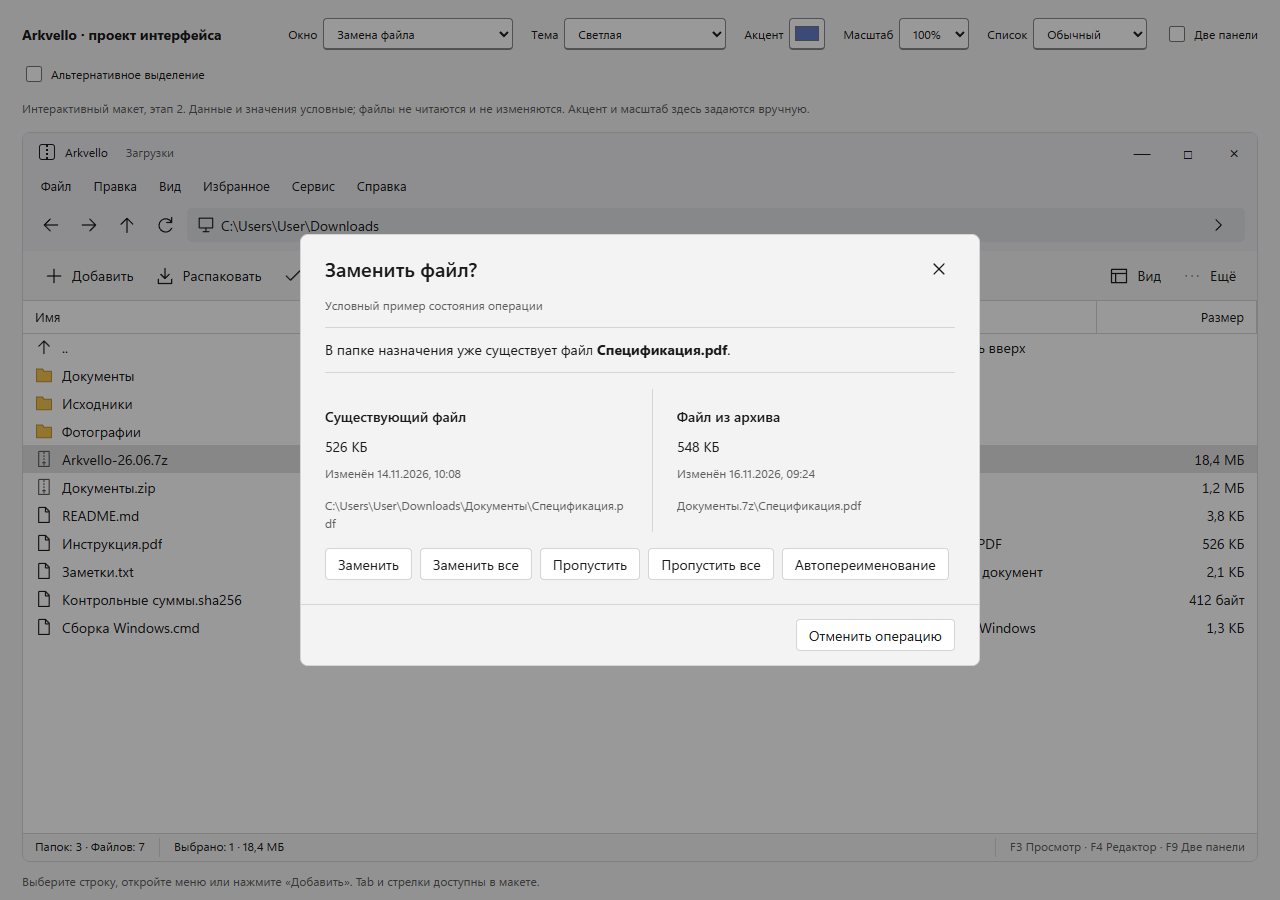 Arkvello · проект интерфейса Окно Замена файла Тема Светлая Акцент Масштаб 100% Список Обычный Две панели
Альтернативное выделение
Интерактивный макет, этап 2. Данные и значения условные; файлы не читаются и не изменяются. Акцент и масштаб здесь задаются вручную.
Arkvello Загрузки
Файл Правка Вид Избранное Сервис Справка
C:\Users\User\Downloads
Добавить Распаковать Вид Ещё
Имя Размер
.. вверх
Документы
Исходники
Фотографии
Arkvello-26.06.7z 18,4 МБ
Документы.zip 1,2 МБ
README.md 3,8 КБ
Инструкция.pdf PDF 526 КБ
Заметки.txt документ 2,1 КБ
Контрольные суммы.sha256 412 байт
Сборка Windows.cmd Windows 1,3 КБ
Заменить файл?
Условный пример состояния операции
В папке назначения уже существует файл Спецификация.pdf.
Существующий файл
526 КБ
Изменён 14.11.2026, 10:08
C:\Users\User\Downloads\Документы\Спецификация.p
df
Файл из архива
548 КБ
Изменён 16.11.2026, 09:24
Документы.7z\Спецификация.pdf
Заменить Заменить все Пропустить Пропустить все Автопереименование
Отменить операцию
Папок: 3 · Файлов: 7 Выбрано: 1 · 18,4 МБ F3 Просмотр · F4 Редактор · F9 Две панели
Выберите строку, откройте меню или нажмите «Добавить». Tab и стрелки доступны в макете.